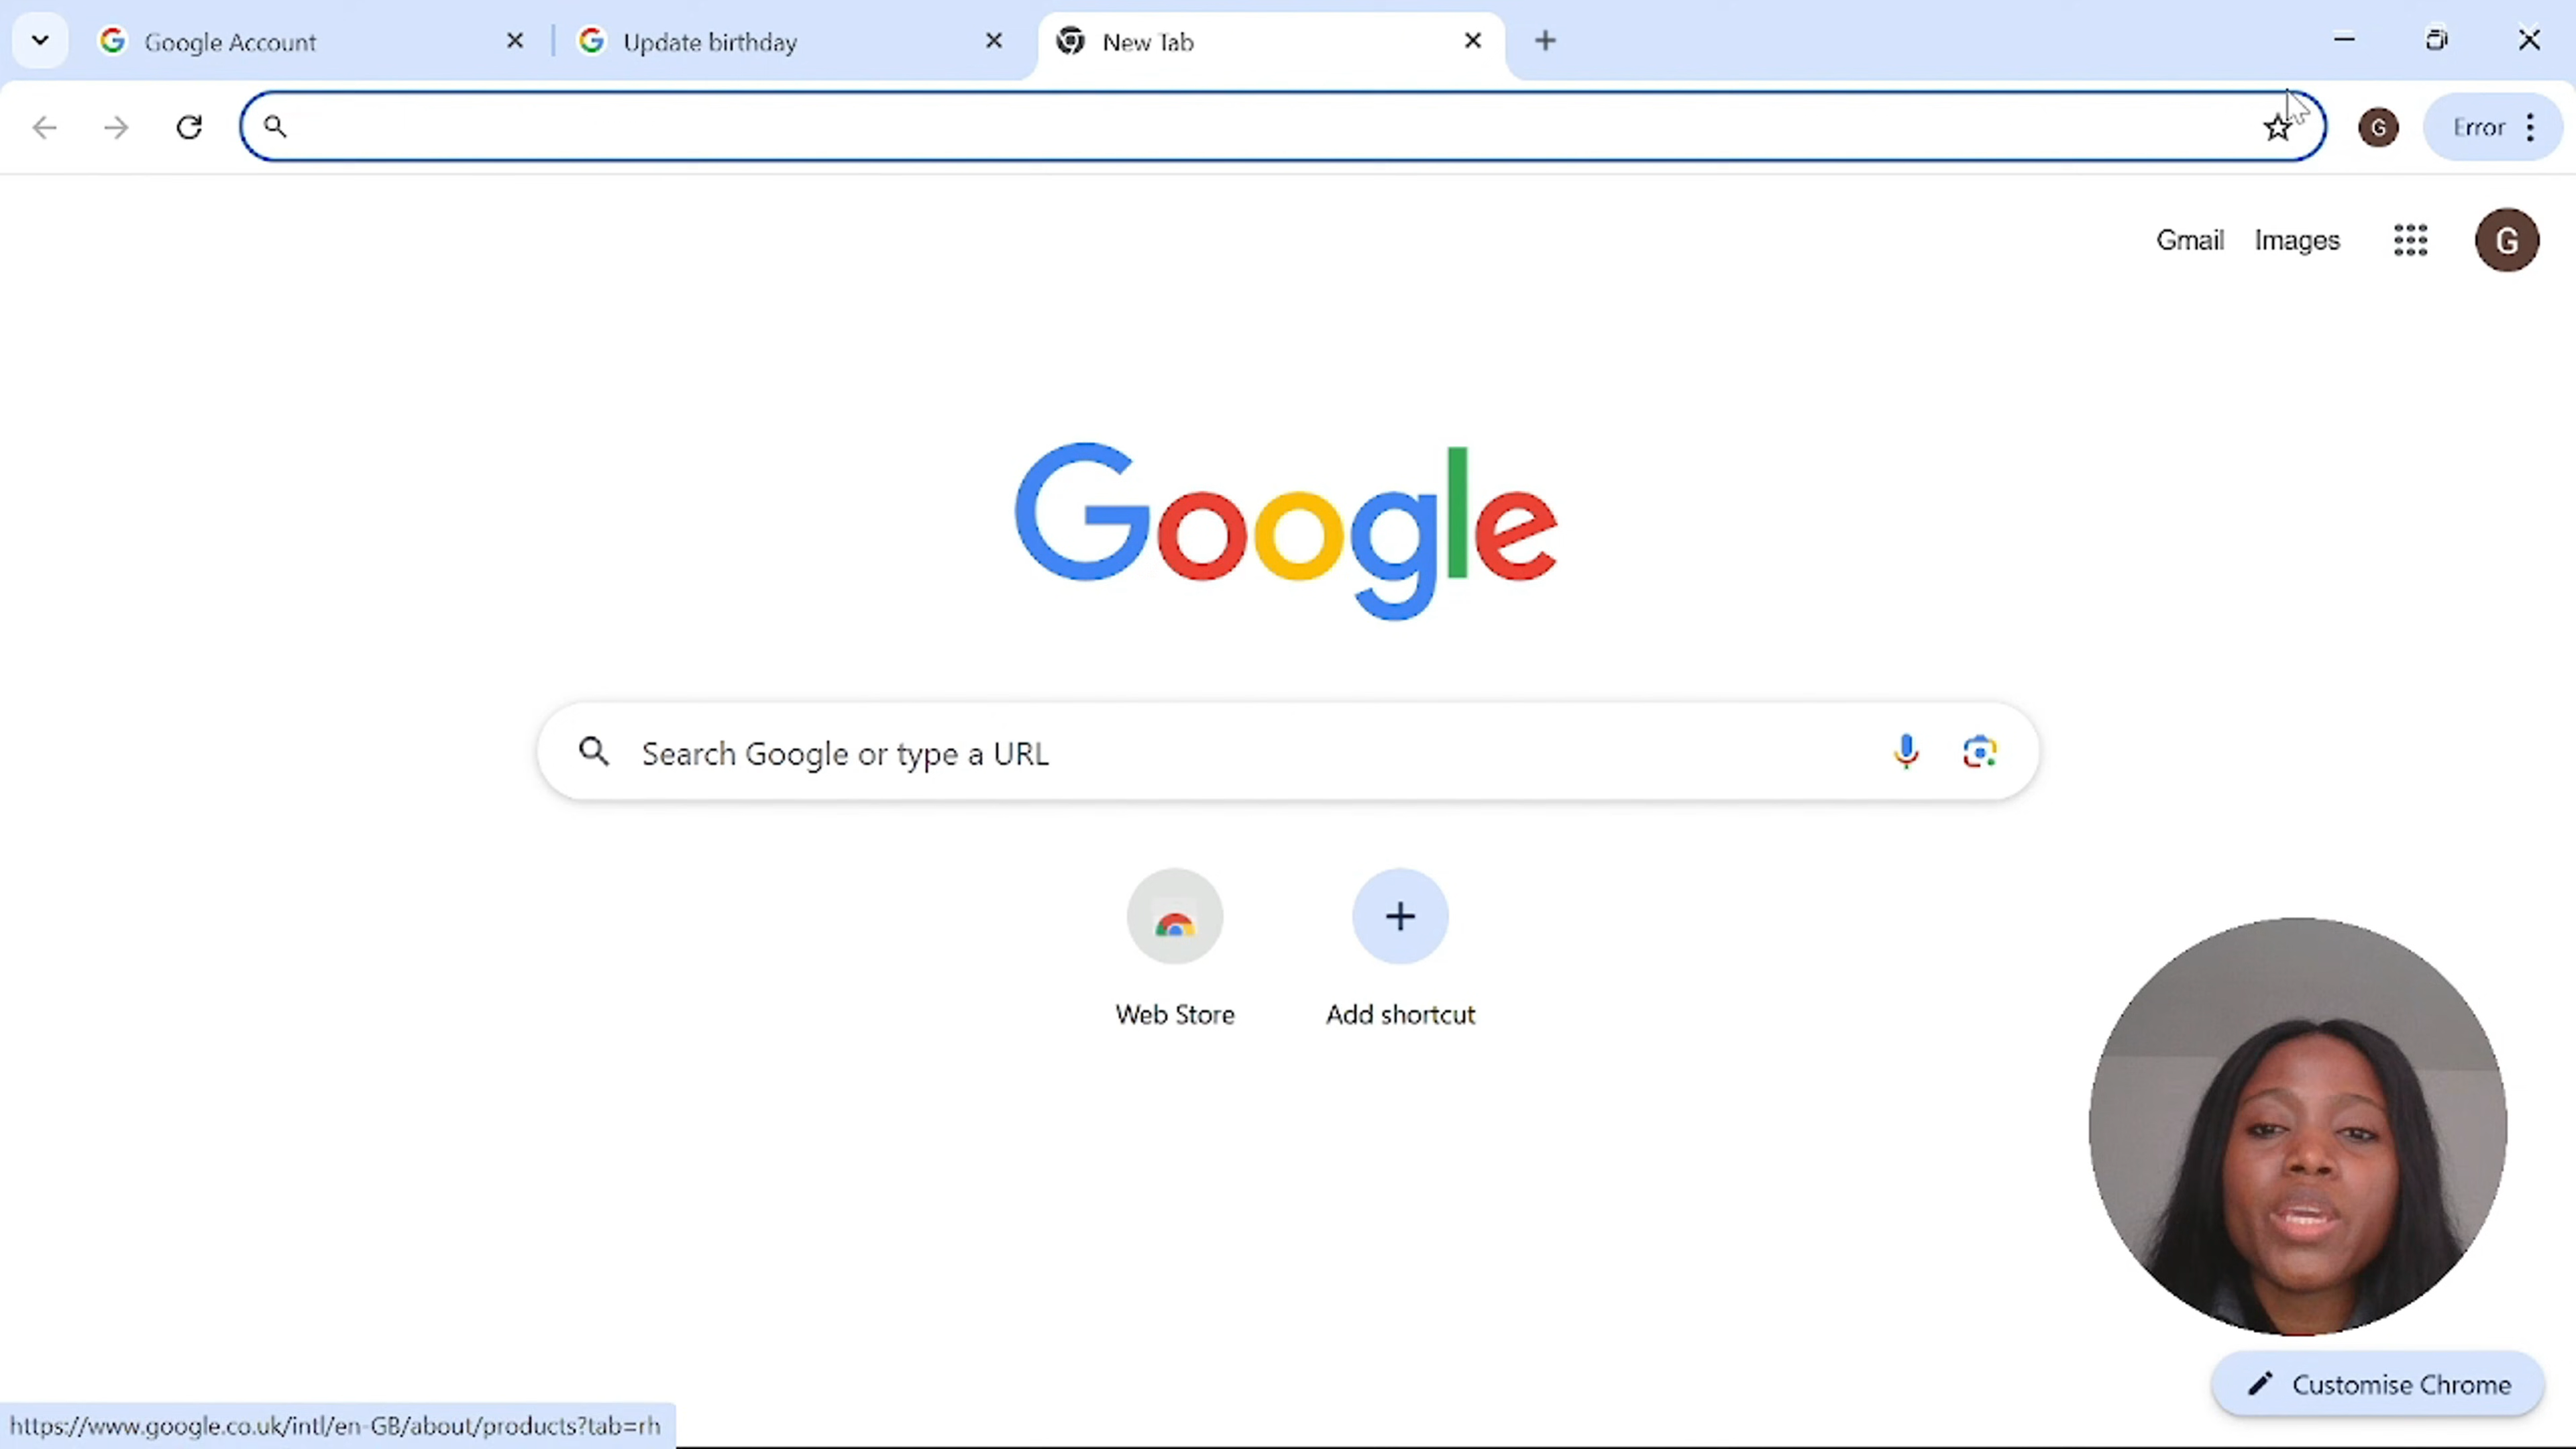 Google Account
Update birthday
New Tab
G
Error
Gmail
Images
G
Google
Search Google or type a URL
Web Store
Add shortcut
Customise Chrome
https://www.google.co.uk/intl/en-GB/about/products?tab=rh